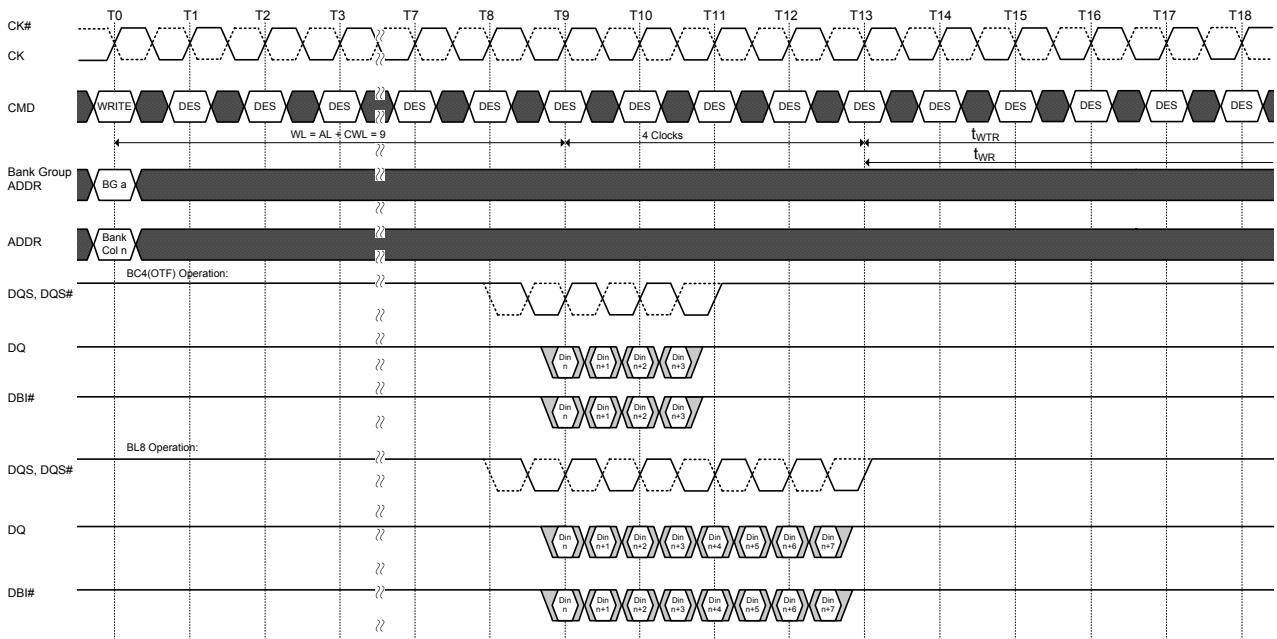 T0 T1 T2 T3 T7 T8 T9 T10 T11 T12 T13 T14 T15 T16 T17 T18
CK#
CK
CMD WRITE DES DES DES DES DES DES DES DES DES DES DES DES DES DES DES
WL = AL + CWL = 9 4 Clocks tWTR
tWR
Bank Group
ADDR
BG a
ADDR
Bank
Col n
BC4(OTF) Operation:
DQS, DQS#
DQ
Din n Din n+1 Din n+2 Din n+3
DBI#
Din n Din n+1 Din n+2 Din n+3
BL8 Operation:
DQS, DQS#
DQ
Din n Din n+1 Din n+2 Din n+3 Din n+4 Din n+5 Din n+6 Din n+7
DBI#
Din n Din n+1 Din n+2 Din n+3 Din n+4 Din n+5 Din n+6 Din n+7